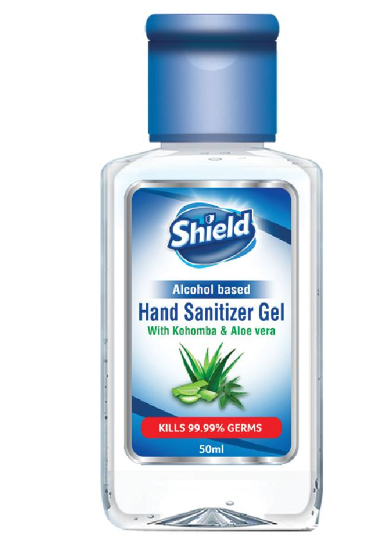 Shield
Alcohol based
Hand Sanitizer Gel
With Kohomba & Aloe vera
KILLS 99.99% GERMS
50ml